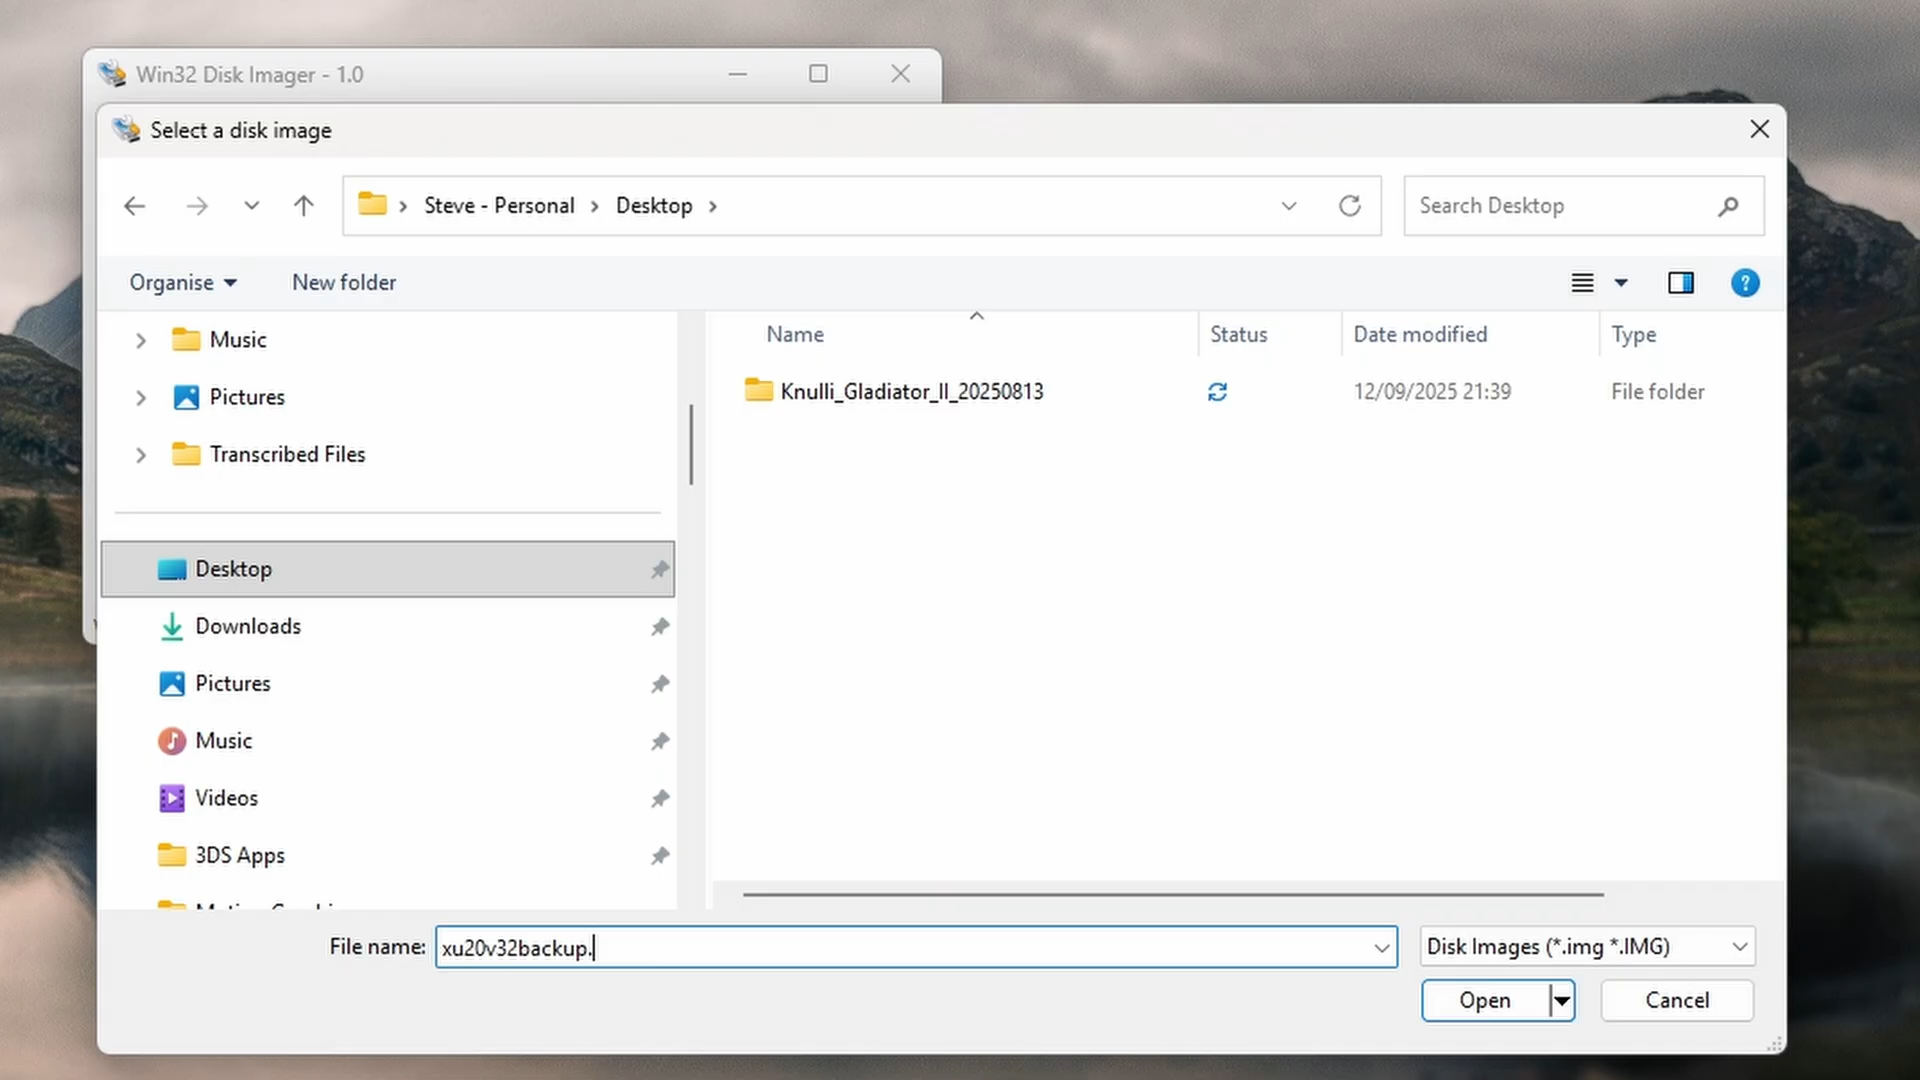 Win32 Disk Imager - 1.0
Select a disk image
Steve - Personal > Desktop >
Search Desktop
Organise
New folder
Name
Status
Date modified
Type
Music
Knulli_Gladiator_II_20250813
12/09/2025 21:39
File folder
Pictures
Transcribed Files
Desktop
Downloads
Pictures
Music
Videos
3DS Apps
File name:
xu20v32backup.
Disk Images (*.img *.IMG)
Open
Cancel